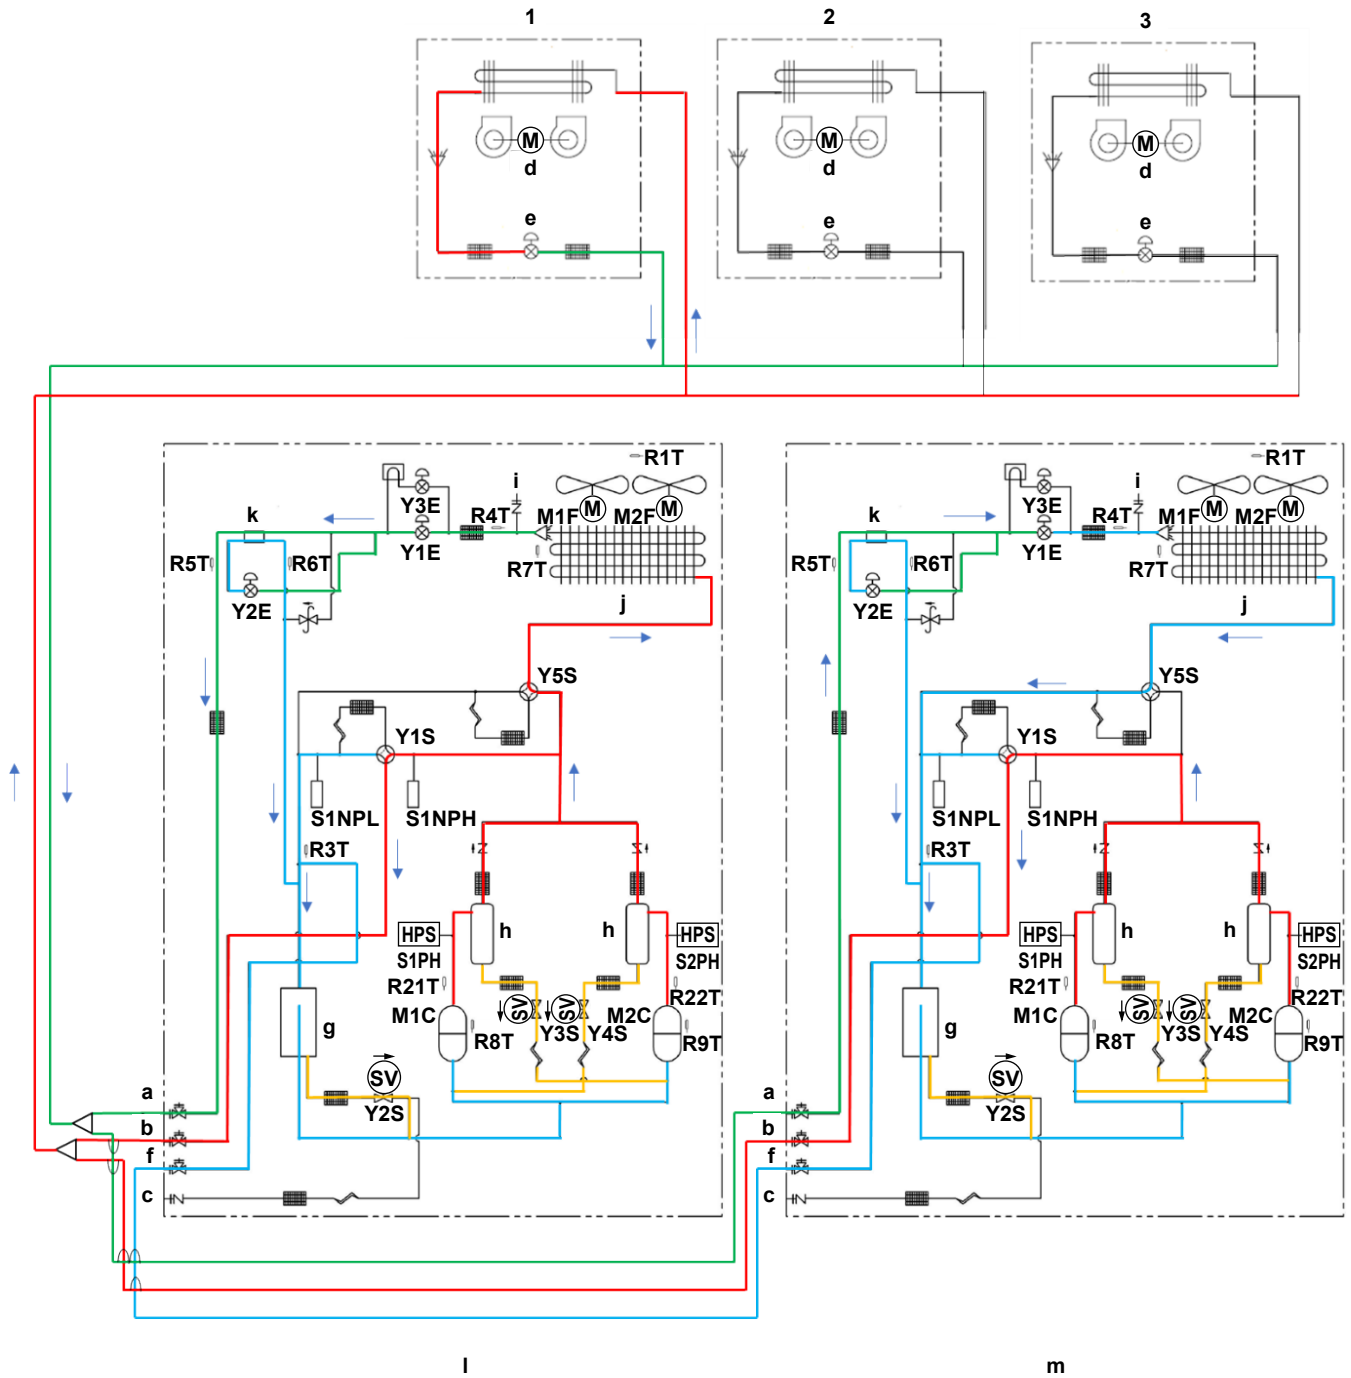 1 2 3
M M M
d d d
e e e
R1T R1T
i i
Y3E Y3E
k R4T M1F M M2F M k R4T M1F M M2F M
Y1E Y1E
R5T R6T R7T R5T R6T R7T
Y2E j Y2E j
Y5S Y5S
Y1S Y1S
S1NPL S1NPH S1NPL S1NPH
R3T R3T
HPS h h HPS HPS h h HPS
S1PH S2PH S1PH S2PH
R21T R22T R21T R22T
M1C SV SV M2C M1C SV SV M2C
g R8T Y3S Y4S R9T g R8T Y3S Y4S R9T
SV SV
a Y2S a Y2S
b b
f f
c c
l m